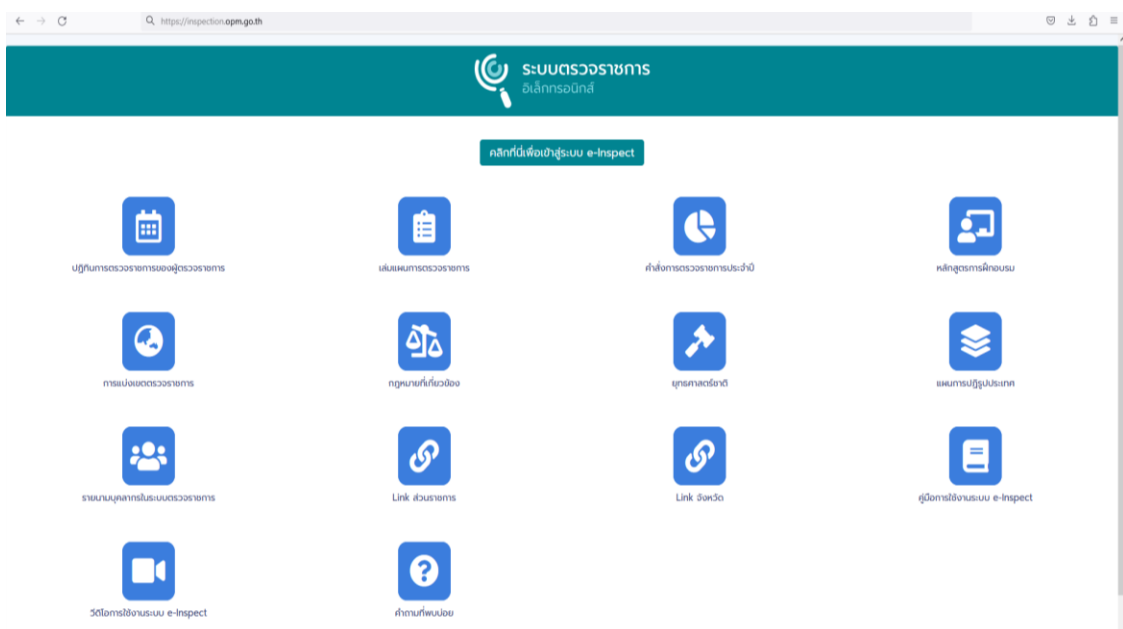 https://inspection.opm.go.th
ระบบตรวจราชการ
อิเล็กทรอนิกส์
คลิกที่นี่เพื่อเข้าสู่ระบบ e-Inspect
ปฏิทินการตรวจราชการของผู้ตรวจราชการ
เล่มแผนการตรวจราชการ
คำสั่งการตรวจราชการประจำปี
หลักสูตรการฝึกอบรม
การแบ่งเขตตรวจราชการ
กฎหมายที่เกี่ยวข้อง
ยุทธศาสตร์ชาติ
แผนการปฏิรูปประเทศ
รายนามบุคลากรในระบบตรวจราชการ
Link ส่วนราชการ
Link จังหวัด
คู่มือการใช้งานระบบ e-Inspect
วีดิโอการใช้งานระบบ e-Inspect
คำถามที่พบบ่อย